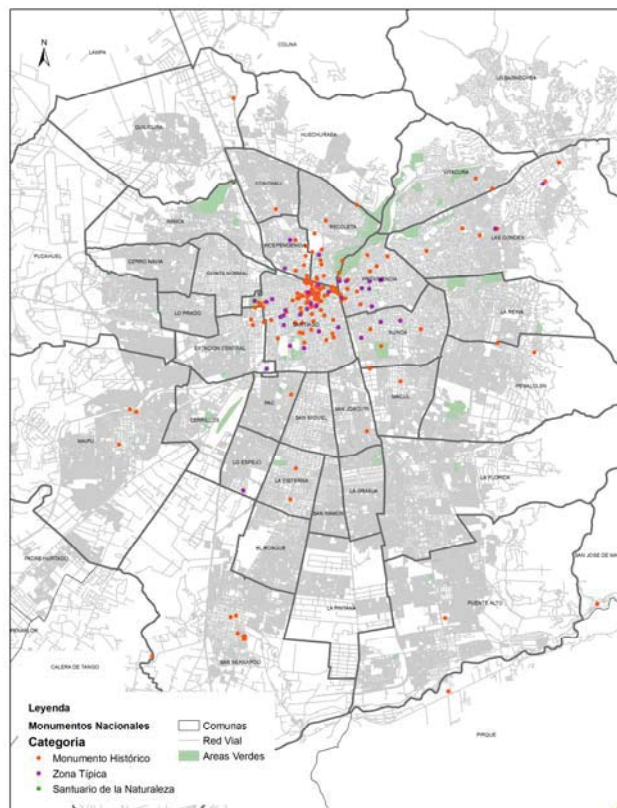 N
LAMPA
COLINA
LO BARNECHEA
QUILICURA
HUECHURABA
VITACURA
CONCHALI
RENCA
RECOLETA
INDEPENDENCIA
LAS CONDES
PUDAHUEL
CERRO NAVIA
QUINTA NORMAL
LO PRADO
SANTIAGO
LA REINA
ÑUÑOA
ESTACION CENTRAL
PEÑALOLEN
MACUL
PAC
SAN MIGUEL
SAN JOAQUIN
CERRILLOS
MAIPU
LO ESPEJO
LA CISTERNA
LA GRANJA
LA FLORIDA
SAN RAMON
EL BOSQUE
PADRE HURTADO
SAN JOSE DE MA
LA PINTANA
PUENTE ALTO
CALERA DE TANGO
SAN BERNARDO
PIRQUE
Leyenda
Monumentos Nacionales
Categoria
Monumento Histórico
Zona Típica
Santuario de la Naturaleza
Comunas
Red Vial
Areas Verdes